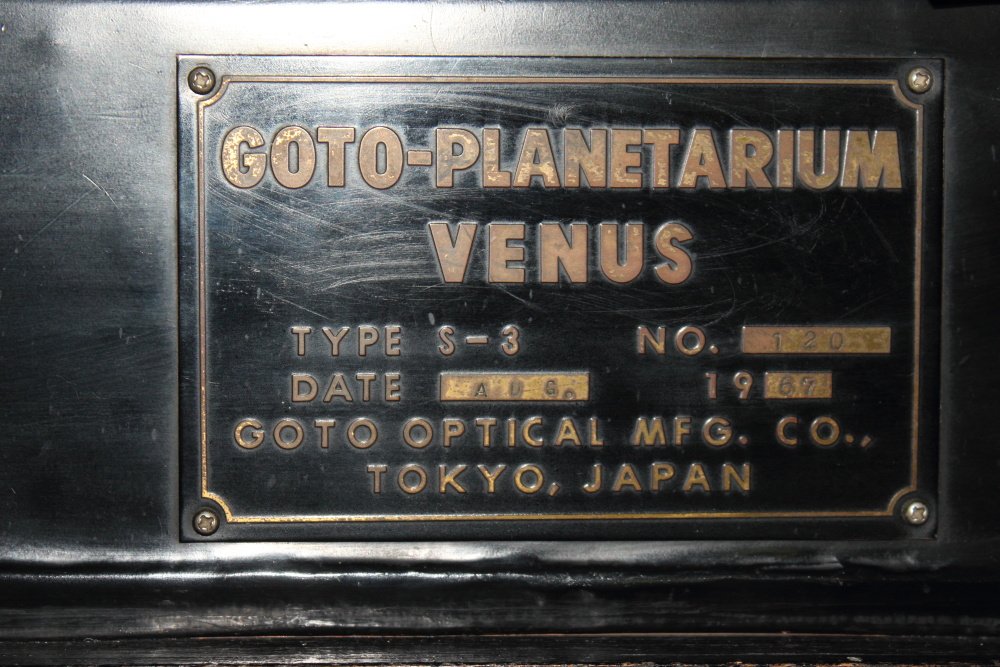 GOTO-PLANETARIUM
VENUS
TYPE S-3 NO. 120
DATE AUG. 1967
GOTO OPTICAL MFG. CO.,
TOKYO, JAPAN